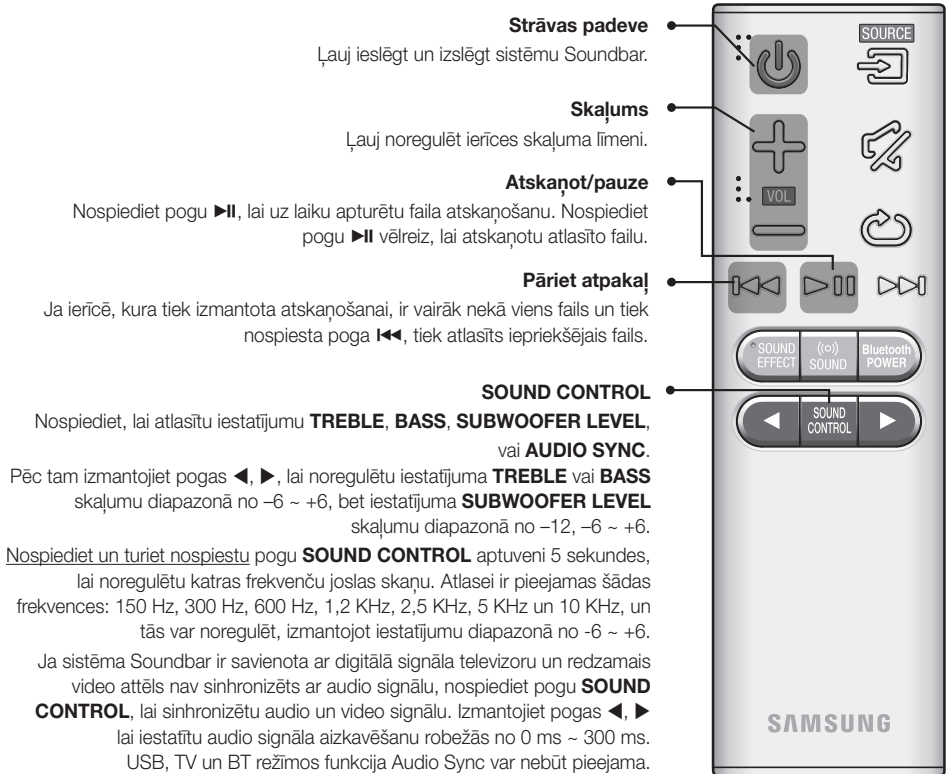 Strāvas padeve
Ļauj ieslēgt un izslēgt sistēmu Soundbar.
Skaļums
Ļauj noregulēt ierīces skaļuma līmeni.
Atskaņot/pauze
Nospiediet pogu ►II, lai uz laiku apturētu faila atskaņošanu. Nospiediet
pogu ►II vēlreiz, lai atskaņotu atlasīto failu.
Pāriet atpakaļ
Ja ierīcē, kura tiek izmantota atskaņošanai, ir vairāk nekā viens fails un tiek
nospiesta poga I◄◄, tiek atlasīts iepriekšējais fails.
SOUND CONTROL
Nospiediet, lai atlasītu iestatījumu TREBLE, BASS, SUBWOOFER LEVEL,
vai AUDIO SYNC.
Pēc tam izmantojiet pogas ◄, ►, lai noregulētu iestatījuma TREBLE vai BASS
skaļumu diapazonā no –6 ~ +6, bet iestatījuma SUBWOOFER LEVEL
skaļumu diapazonā no –12, –6 ~ +6.
Nospiediet un turiet nospiestu pogu SOUND CONTROL aptuveni 5 sekundes,
lai noregulētu katras frekvenču joslas skaņu. Atlasei ir pieejamas šādas
frekvences: 150 Hz, 300 Hz, 600 Hz, 1,2 KHz, 2,5 KHz, 5 KHz un 10 KHz, un
tās var noregulēt, izmantojot iestatījumu diapazonā no -6 ~ +6.
Ja sistēma Soundbar ir savienota ar digitālā signāla televizoru un redzamais
video attēls nav sinhronizēts ar audio signālu, nospiediet pogu SOUND
CONTROL, lai sinhronizētu audio un video signālu. Izmantojiet pogas ◄, ►
lai iestatītu audio signāla aizkavēšanu robežās no 0 ms ~ 300 ms.
USB, TV un BT režīmos funkcija Audio Sync var nebūt pieejama.
SOURCE
VOL
SOUND
EFFECT
((o))
SOUND
Bluetooth
POWER
SOUND
CONTROL
SAMSUNG